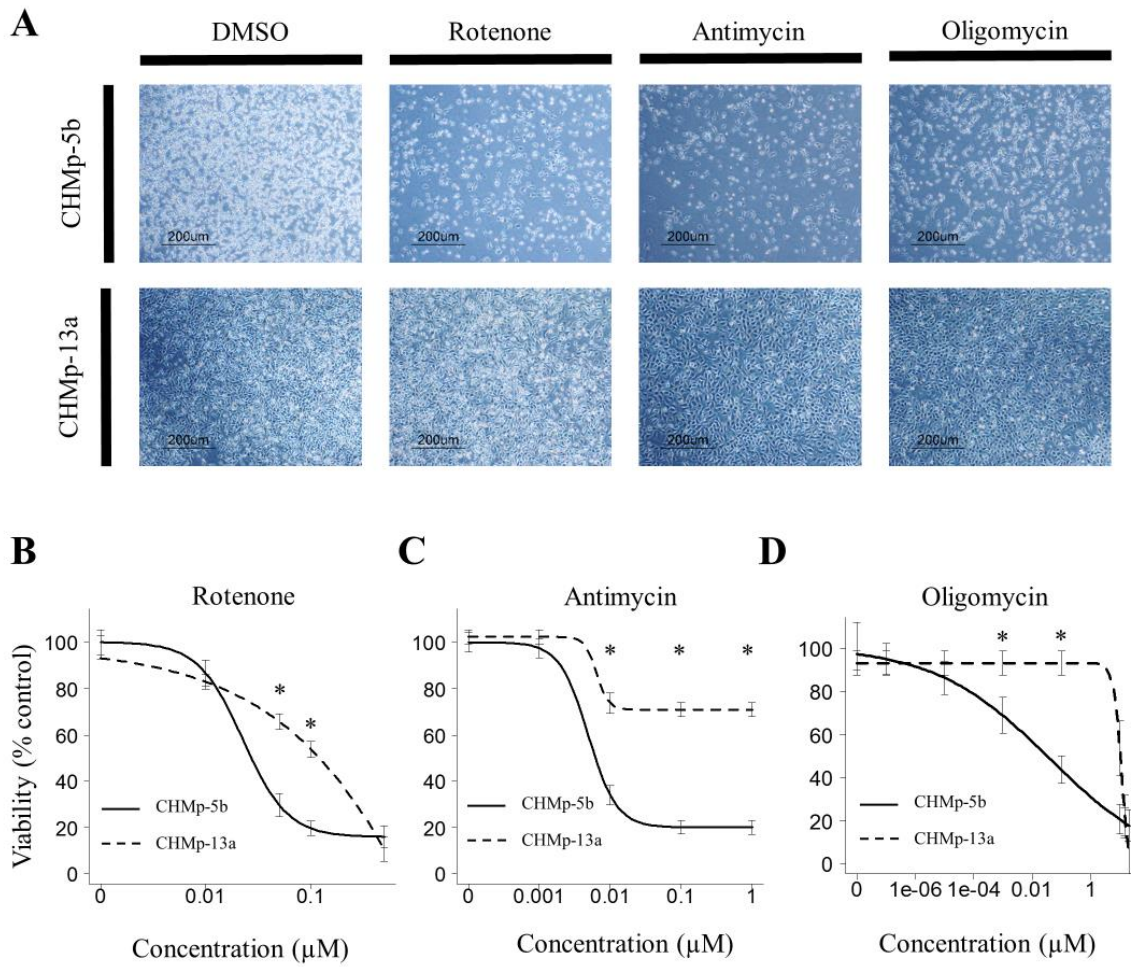 A
DMSO
Rotenone
Antimycin
Oligomycin
CHMp-5b
200um
200um
200um
200um
CHMp-13a
200um
200um
200um
200um
B
C
D
Rotenone
Antimycin
Oligomycin
Viability (% control)
100
80
60
40
20
0
*
*
CHMp-5b
CHMp-13a
0
0.01
0.1
Concentration (µM)
100
80
60
40
20
0
*
*
*
CHMp-5b
CHMp-13a
0
0.001
0.01
0.1
1
Concentration (µM)
100
80
60
40
20
0
*
*
CHMp-5b
CHMp-13a
0
1e-06
1e-04
0.01
1
Concentration (µM)